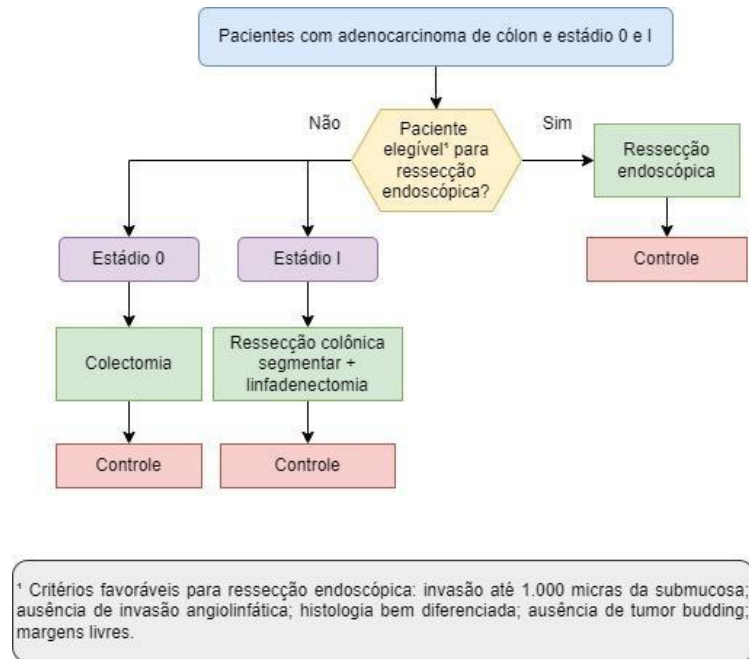 Pacientes com adenocarcinoma de cólon e estádio 0 e I
Não
Paciente
elegível¹ para
ressecção
endoscópica?
Sim
Ressecção
endoscópica
Controle
Estádio 0
Estádio I
Colectomia
Ressecção colônica
segmentar +
linfadenectomia
Controle
Controle
¹ Critérios favoráveis para ressecção endoscópica: invasão até 1.000 micras da submucosa;
ausência de invasão angiolinfática; histologia bem diferenciada; ausência de tumor budding;
margens livres.